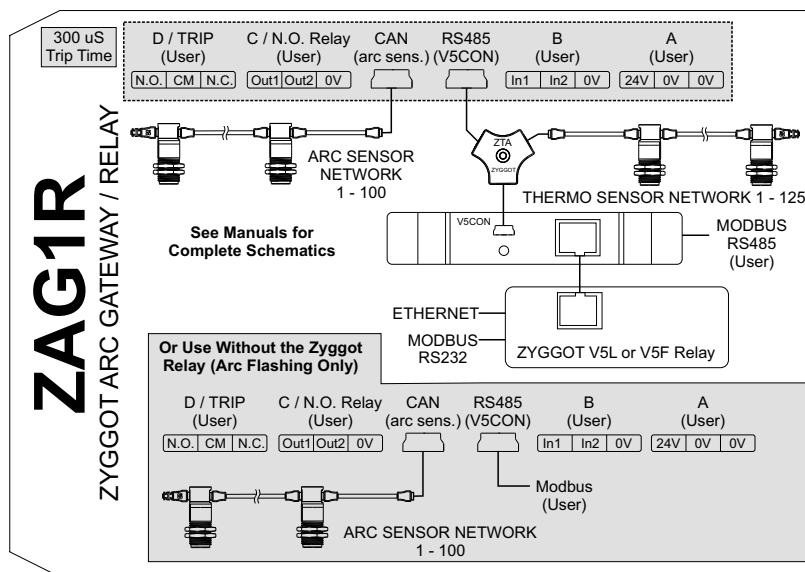 300 uS
Trip Time
D / TRIP
(User)
C / N.O. Relay
(User)
CAN
(arc sens.)
RS485
(V5CON)
B
(User)
A
(User)
N.O. CM N.C.
Out1 Out2 0V
In1 In2 0V
24V 0V 0V
ZTA
ZYGGOT
ARC SENSOR
NETWORK
1 - 100
THERMO SENSOR NETWORK 1 - 125
ZAG1R
ZYGGOT ARC GATEWAY / RELAY
See Manuals for
Complete Schematics
V5CON
MODBUS
RS485
(User)
ETHERNET
MODBUS
RS232
ZYGGOT V5L or V5F Relay
Or Use Without the Zyggot
Relay (Arc Flashing Only)
D / TRIP
(User)
C / N.O. Relay
(User)
CAN
(arc sens.)
RS485
(V5CON)
B
(User)
A
(User)
N.O. CM N.C.
Out1 Out2 0V
In1 In2 0V
24V 0V 0V
Modbus
(User)
ARC SENSOR NETWORK
1 - 100